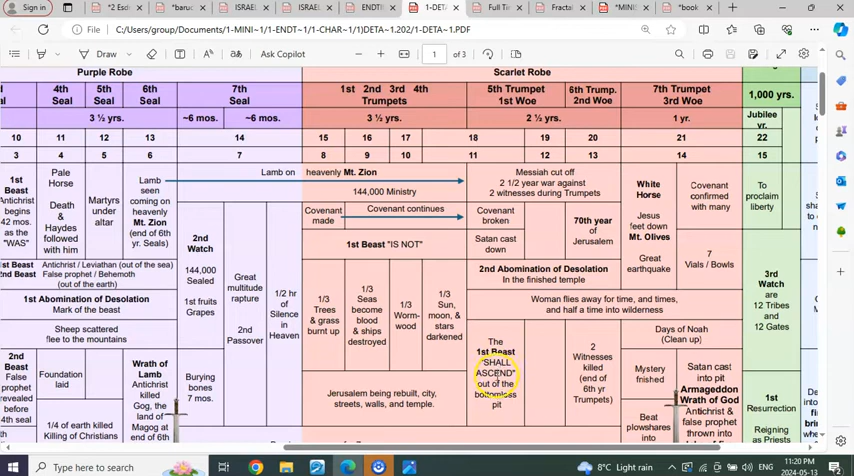 Sign in
*2 Esd
*baruc
ISRAEL
ISRAEL
ENDTI
1-DETA
Full Tim
Fractal
*MINIS
*book
File
C:/Users/group/Documents/1-MINI~1/1-ENDT~1/1-CHAR~1/1)DETA~1.202/1-DETA~1.PDF
Draw
Ask Copilot
1 of 3
Purple Robe
Scarlet Robe
4th Seal
5th Seal
6th Seal
7th Seal
1st 2nd 3rd 4th Trumpets
5th Trumpet 1st Woe
6th Trump. 2nd Woe
7th Trumpet 3rd Woe
1,000 yrs.
3 ½ yrs.
~6 mos.
~6 mos.
3 ½ yrs.
2 ½ yrs.
1 yr.
Jubilee yr.
10 11 12 13 14 15 16 17 18 19 20 21 22
3 4 5 6 7 8 9 10 11 12 13 14 15
1st Beast
Antichrist
begins
42 mos.
as the
"WAS"
Pale
Horse
Death
&
Haydes
followed
with him
Martyrs
under
altar
Lamb
seen
coming on
heavenly
Mt. Zion
(end of 6th
yr. Seals)
Lamb on heavenly Mt. Zion
144,000 Ministry
Messiah cut off
2 1/2 year war against
2 witnesses during Trumpets
White
Horse
Jesus
feet down
Mt. Olives
Great
earthquake
Covenant
confirmed
with many
To
proclaim
liberty
Covenant
made
Covenant continues
Covenant
broken
Satan cast
down
70th year
of
Jerusalem
2nd
Watch
144,000
Sealed
1st fruits
Grapes
Great
multitude
rapture
2nd
Passover
1/2 hr
of
Silence
in
Heaven
1st Beast "IS NOT"
7
Vials / Bowls
3rd
Watch
are
12 Tribes
and
12 Gates
1st Beast
2nd Beast
Antichrist / Leviathan (out of the sea)
False prophet / Behemoth
(out of the earth)
1/3
Trees
& grass
burnt up
1/3
Seas
become
blood
& ships
destroyed
1/3
Worm-
wood
1/3
Sun,
moon, &
stars
darkened
2nd Abomination of Desolation
In the finished temple
1st Abomination of Desolation
Mark of the beast
Woman flies away for time, and times,
and half a time into wilderness
Sheep scattered
flee to the mountains
The
1st Beast
"SHALL
ASCEND"
out of the
bottomless
pit
2
Witnesses
killed
(end of
6th yr
Trumpets)
Days of Noah
(Clean up)
2nd
Beast
False
prophet
revealed
before 4th
seal
Foundation
laid
Wrath of
Lamb
Antichrist
killed
Gog, the
land of
Magog at
end of 6th
Burying
bones
7 mos.
Jerusalem being rebuilt, city,
streets, walls, and temple.
Mystery
frished
Satan cast
into pit
Armageddon
Wrath of God
Antichrist &
false prophet
thrown into
1st
Resurrection
Reigning
as Priests
1/4 of earth killed
Killing of Christians
Beat
plowshares
into
Type here to search
8°C Light rain
ENG
11:20 PM
2024-05-13
2